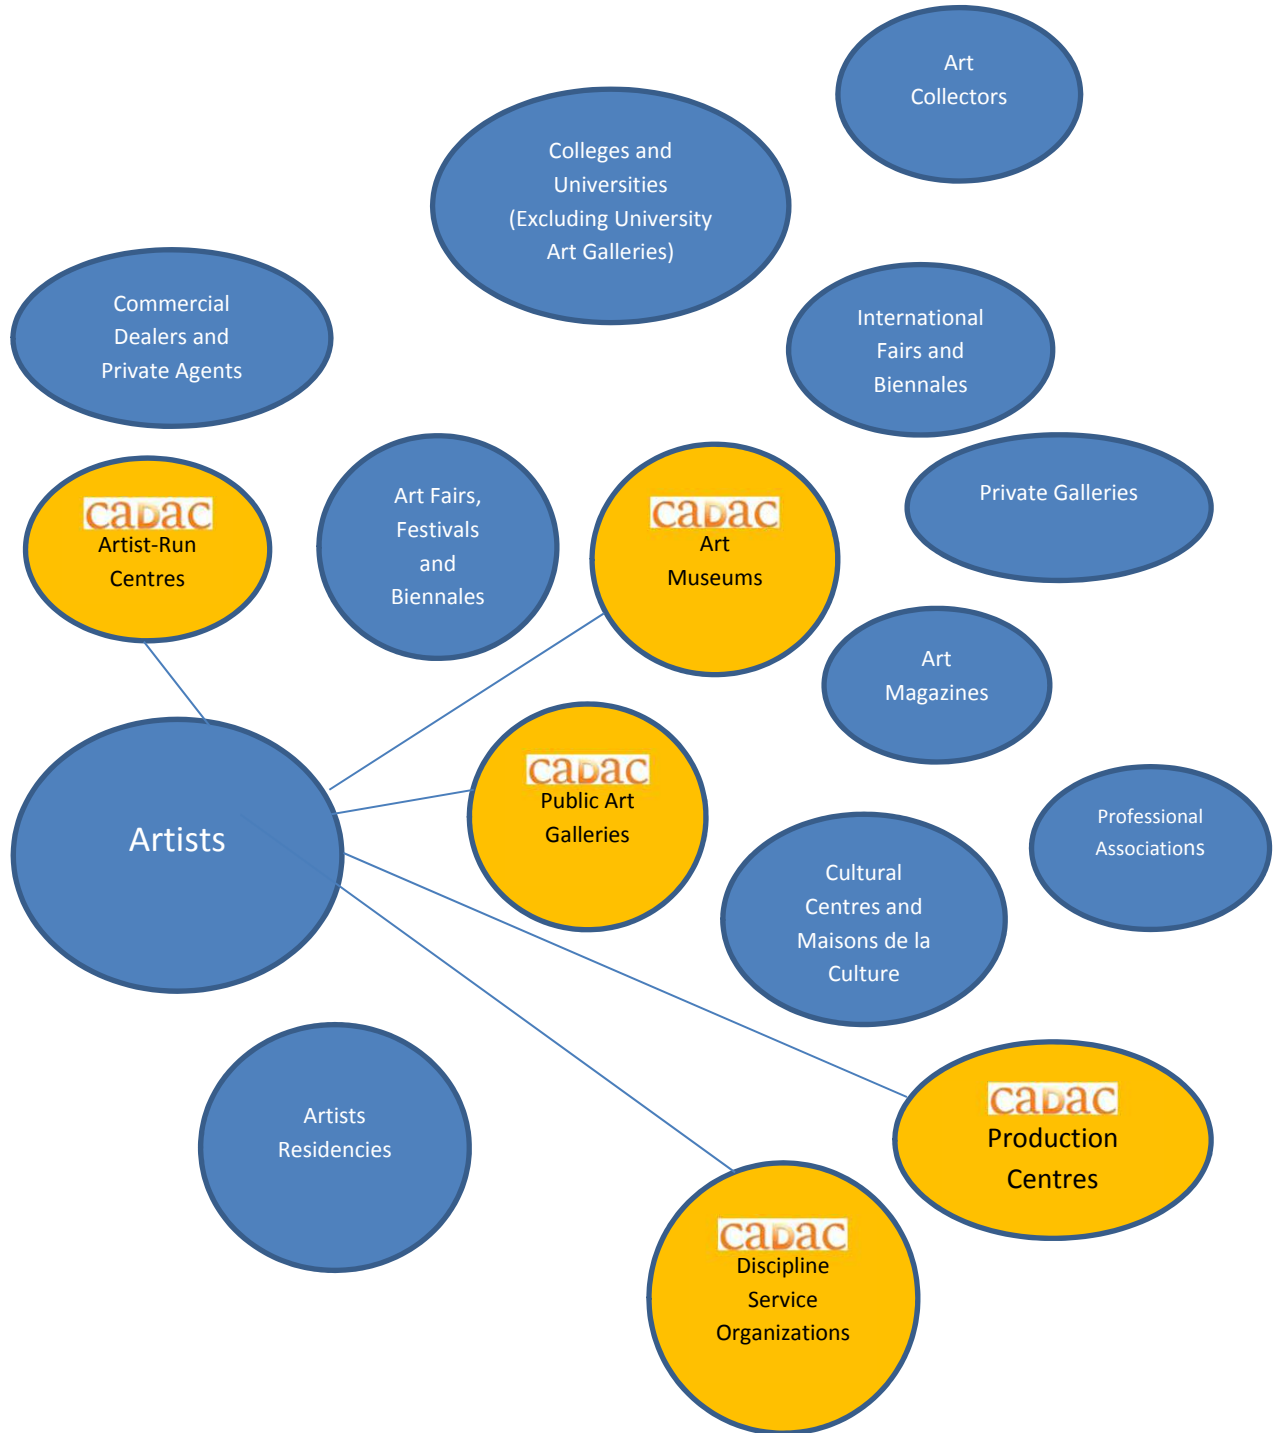 Art
Collectors
Colleges and
Universities
(Excluding University
Art Galleries)
Commercial
Dealers and
Private Agents
International
Fairs and
Biennales
cadac
Artist-Run
Centres
Art Fairs,
Festivals
and
Biennales
cadac
Art
Museums
Private Galleries
Art
Magazines
Artists
cadac
Public Art
Galleries
Professional
Associations
Cultural
Centres and
Maisons de la
Culture
Artists
Residencies
cadac
Production
Centres
cadac
Discipline
Service
Organizations